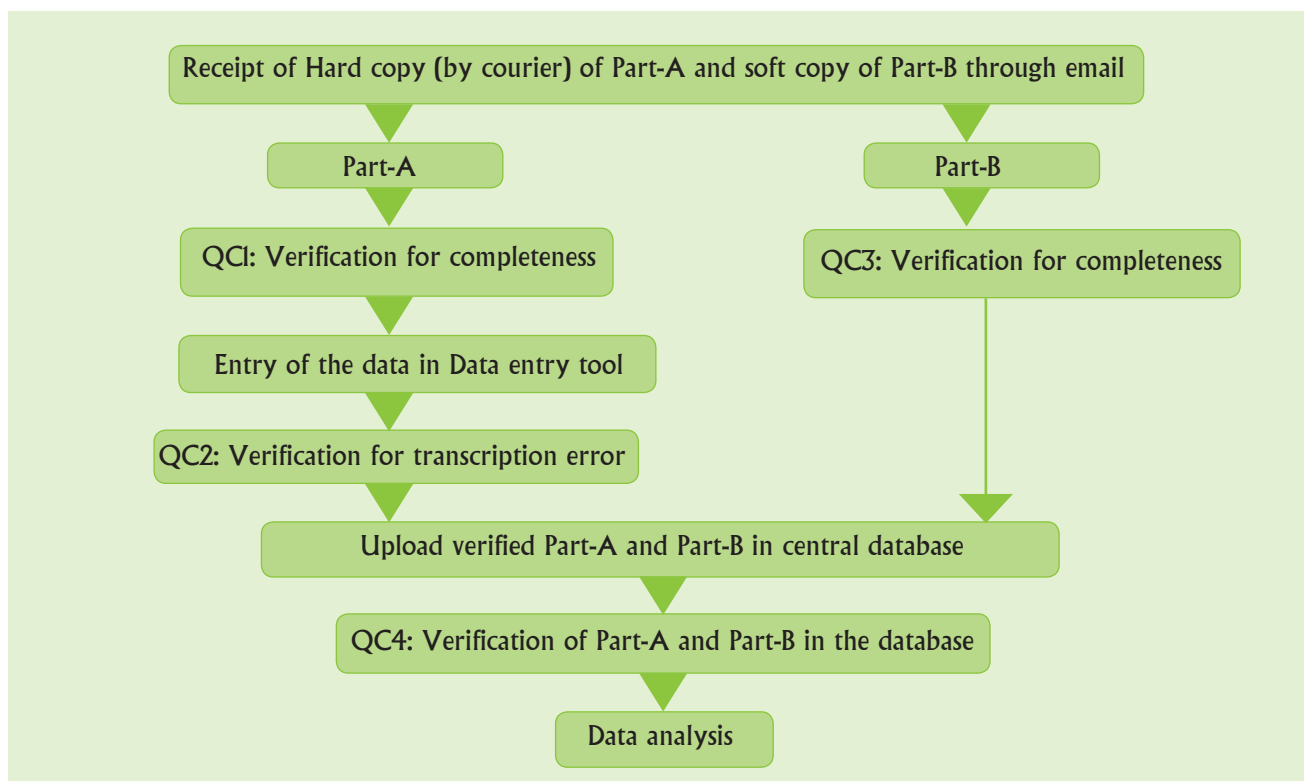 Receipt of Hard copy (by courier) of Part-A and soft copy of Part-B through email
Part-A
Part-B
QC1: Verification for completeness
QC3: Verification for completeness
Entry of the data in Data entry tool
QC2: Verification for transcription error
Upload verified Part-A and Part-B in central database
QC4: Verification of Part-A and Part-B in the database
Data analysis